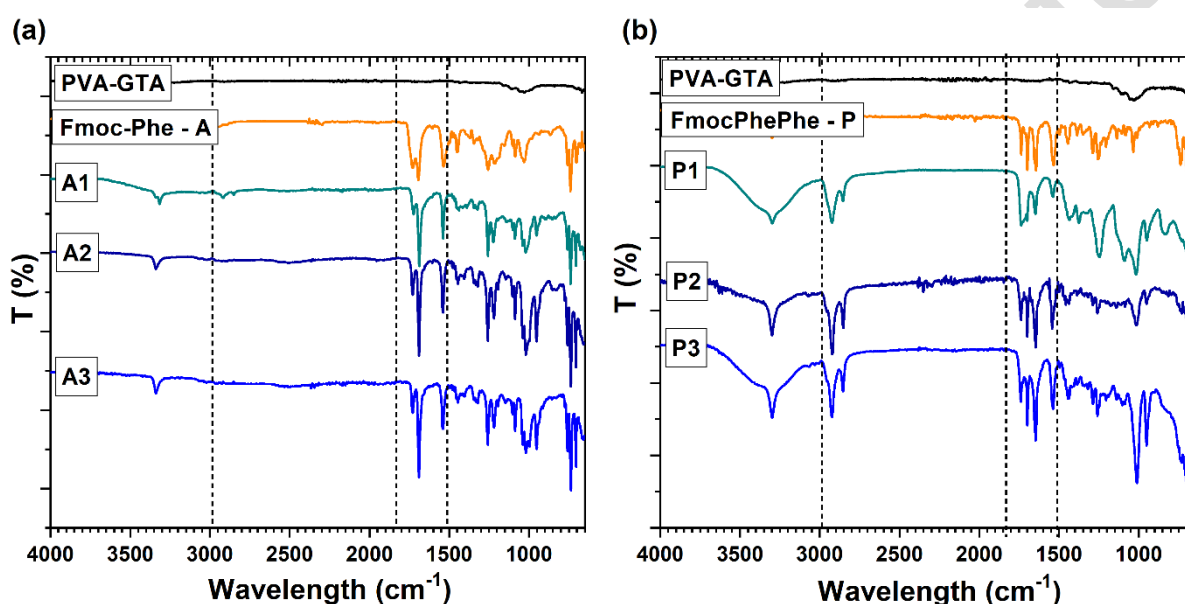 (a)
PVA-GTA
Fmoc-Phe - A
A1
A2
A3
T (%)
4000 3500 3000 2500 2000 1500 1000
Wavelength (cm⁻¹)
(b)
PVA-GTA
FmocPhePhe - P
P1
P2
P3
T (%)
4000 3500 3000 2500 2000 1500 1000
Wavelength (cm⁻¹)